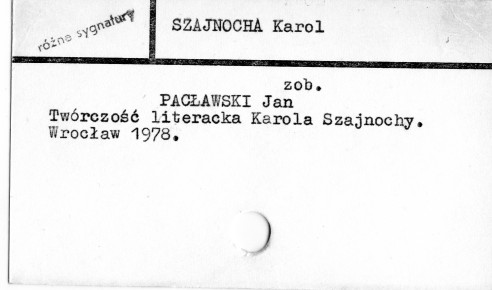 różne sygnatury
SZAJNOCHA Karol
zob.
PACŁAWSKI Jan
Twórczość literacka Karola Szajnochy.
Wrocław 1978.